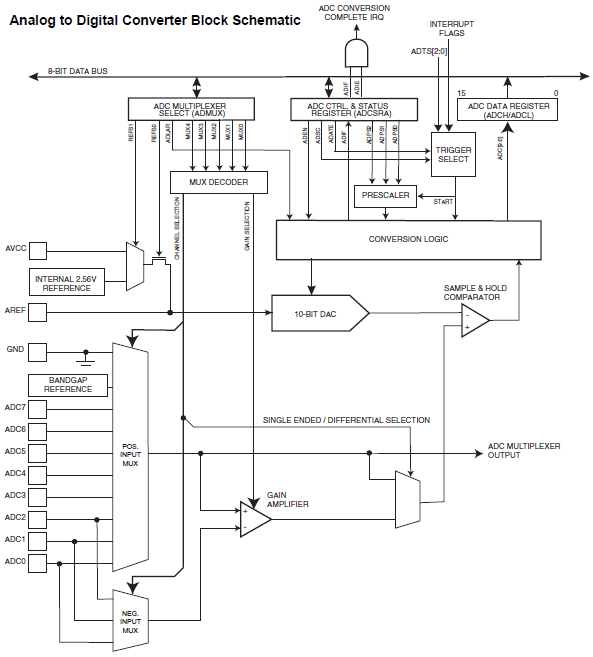 Analog to Digital Converter Block Schematic
ADC CONVERSION
COMPLETE IRQ
INTERRUPT
FLAGS
ADTS[2:0]
8-BIT DATA BUS
ADIF
ADIE
15
0
ADC MULTIPLEXER
SELECT (ADMUX)
ADC CTRL. & STATUS
REGISTER (ADCSRA)
ADC DATA REGISTER
(ADCH/ADCL)
REFS1
REFS0
ADLAR
MUX4
MUX3
MUX2
MUX1
MUX0
ADEN
ADSC
ADATE
ADIF
ADPS2
ADPS1
ADPS0
ADC[9:0]
TRIGGER
SELECT
MUX DECODER
PRESCALER
START
CHANNEL SELECTION
GAIN SELECTION
CONVERSION LOGIC
AVCC
INTERNAL 2.56V
REFERENCE
SAMPLE & HOLD
COMPARATOR
AREF
10-BIT DAC
-
+
GND
BANDGAP
REFERENCE
ADC7
SINGLE ENDED / DIFFERENTIAL SELECTION
ADC6
ADC5
POS.
INPUT
MUX
ADC MULTIPLEXER
OUTPUT
ADC4
ADC3
GAIN
AMPLIFIER
ADC2
+
-
ADC1
ADC0
NEG.
INPUT
MUX